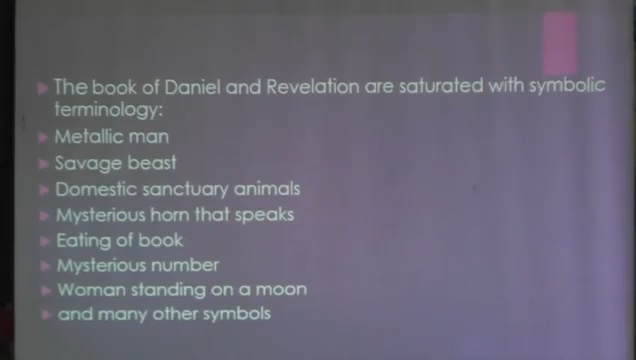 The book of Daniel and Revelation are saturated with symbolic
terminology:
Metallic man
Savage beast
Domestic sanctuary animals
Mysterious horn that speaks
Eating of book
Mysterious number
Woman standing on a moon
and many other symbols